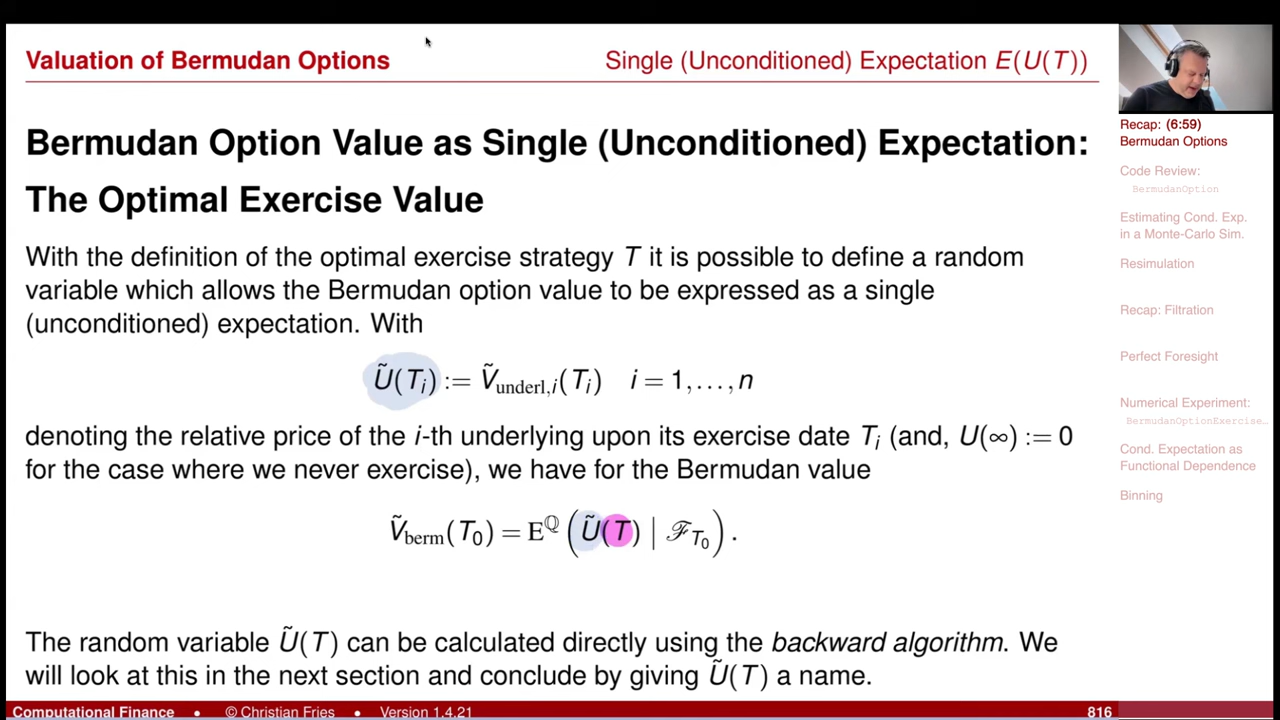 Valuation of Bermudan Options
Single (Unconditioned) Expectation E(U(T))
Bermudan Option Value as Single (Unconditioned) Expectation:
The Optimal Exercise Value
With the definition of the optimal exercise strategy T it is possible to define a random
variable which allows the Bermudan option value to be expressed as a single
(unconditioned) expectation. With
Ũ(Tᵢ) := Ṽunderl,i(Tᵢ)   i = 1,...,n
denoting the relative price of the i-th underlying upon its exercise date Tᵢ (and, U(∞) := 0
for the case where we never exercise), we have for the Bermudan value
Ṽberm(T₀) = E^ℚ (Ũ(T) | ℱT₀) .
The random variable Ũ(T) can be calculated directly using the backward algorithm. We
will look at this in the next section and conclude by giving Ũ(T) a name.
Recap: (6:59)
Bermudan Options
Code Review:
BermudanOption
Estimating Cond. Exp.
in a Monte-Carlo Sim.
Resimulation
Recap: Filtration
Perfect Foresight
Numerical Experiment:
BermudanOptionExercise…
Cond. Expectation as
Functional Dependence
Binning
Computational Finance • © Christian Fries • Version 1.4.21
816